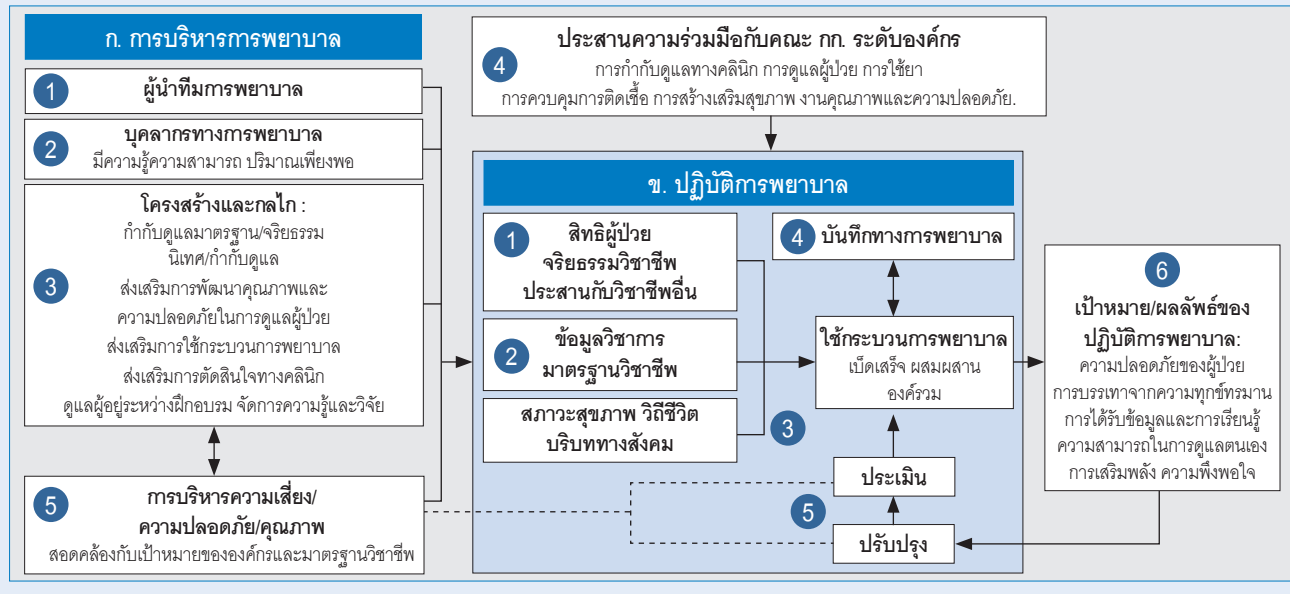 ก. การบริหารการพยาบาล
1
ผู้นำทีมการพยาบาล
2
บุคลากรทางการพยาบาล
มีความรู้ความสามารถ ปริมาณเพี่ยงพอ
3
โครงสร้างและกลไก :
กำกับดูแลมาตรฐาน/จริยธรรม
นิเทศ/กำกับดูแล
ส่งเสริมการพัฒนาคุณภาพและ
ความปลอดภัยในการดูแลผู้ป่วย
ส่งเสริมการใช้กระบวนการพยาบาล
ส่งเสริมการตัดสินใจทางคลินิก
ดูแลผู้อยู่ระหว่างฝึกอบรม จัดการความรู้และวิจัย
5
การบริหารความเสี่ยง/
ความปลอดภัย/คุณภาพ
สอดคล้องกับเป้าหมายขององค์กรและมาตรฐานวิชาชีพ
4
ประสานความร่วมมือกับคณะ กก. ระดับองค์กร
การกำกับดูแลทางคลินิก การดูแลผู้ป่วย การใช้ยา
การควบคุมการติดเชื้อ การสร้างเสริมสุขภาพ งานคุณภาพและความปลอดภัย.
ข. ปฏิบัติการพยาบาล
1
สิทธิผู้ป่วย
จริยธรรมวิชาชีพ
ประสานกับวิชาชีพอื่น
2
ข้อมูลวิชาการ
มาตรฐานวิชาชีพ
สภาวะสุขภาพ วิถีชีวิต
บริบททางสังคม
3
4
บันทึกทางการพยาบาล
ใช้กระบวนการพยาบาล
เบ็ดเสร็จ ผสมผสาน
องค์รวม
ประเมิน
5
ปรับปรุง
6
เป้าหมาย/ผลลัพธ์ของ
ปฏิบัติการพยาบาล:
ความปลอดภัยของผู้ป่วย
การบรรเทาจากความทุกข์ทรมาน
การได้รับข้อมูลและการเรียนรู้
ความสามารถในการดูแลตนเอง
การเสริมพลัง ความพึงพอใจ